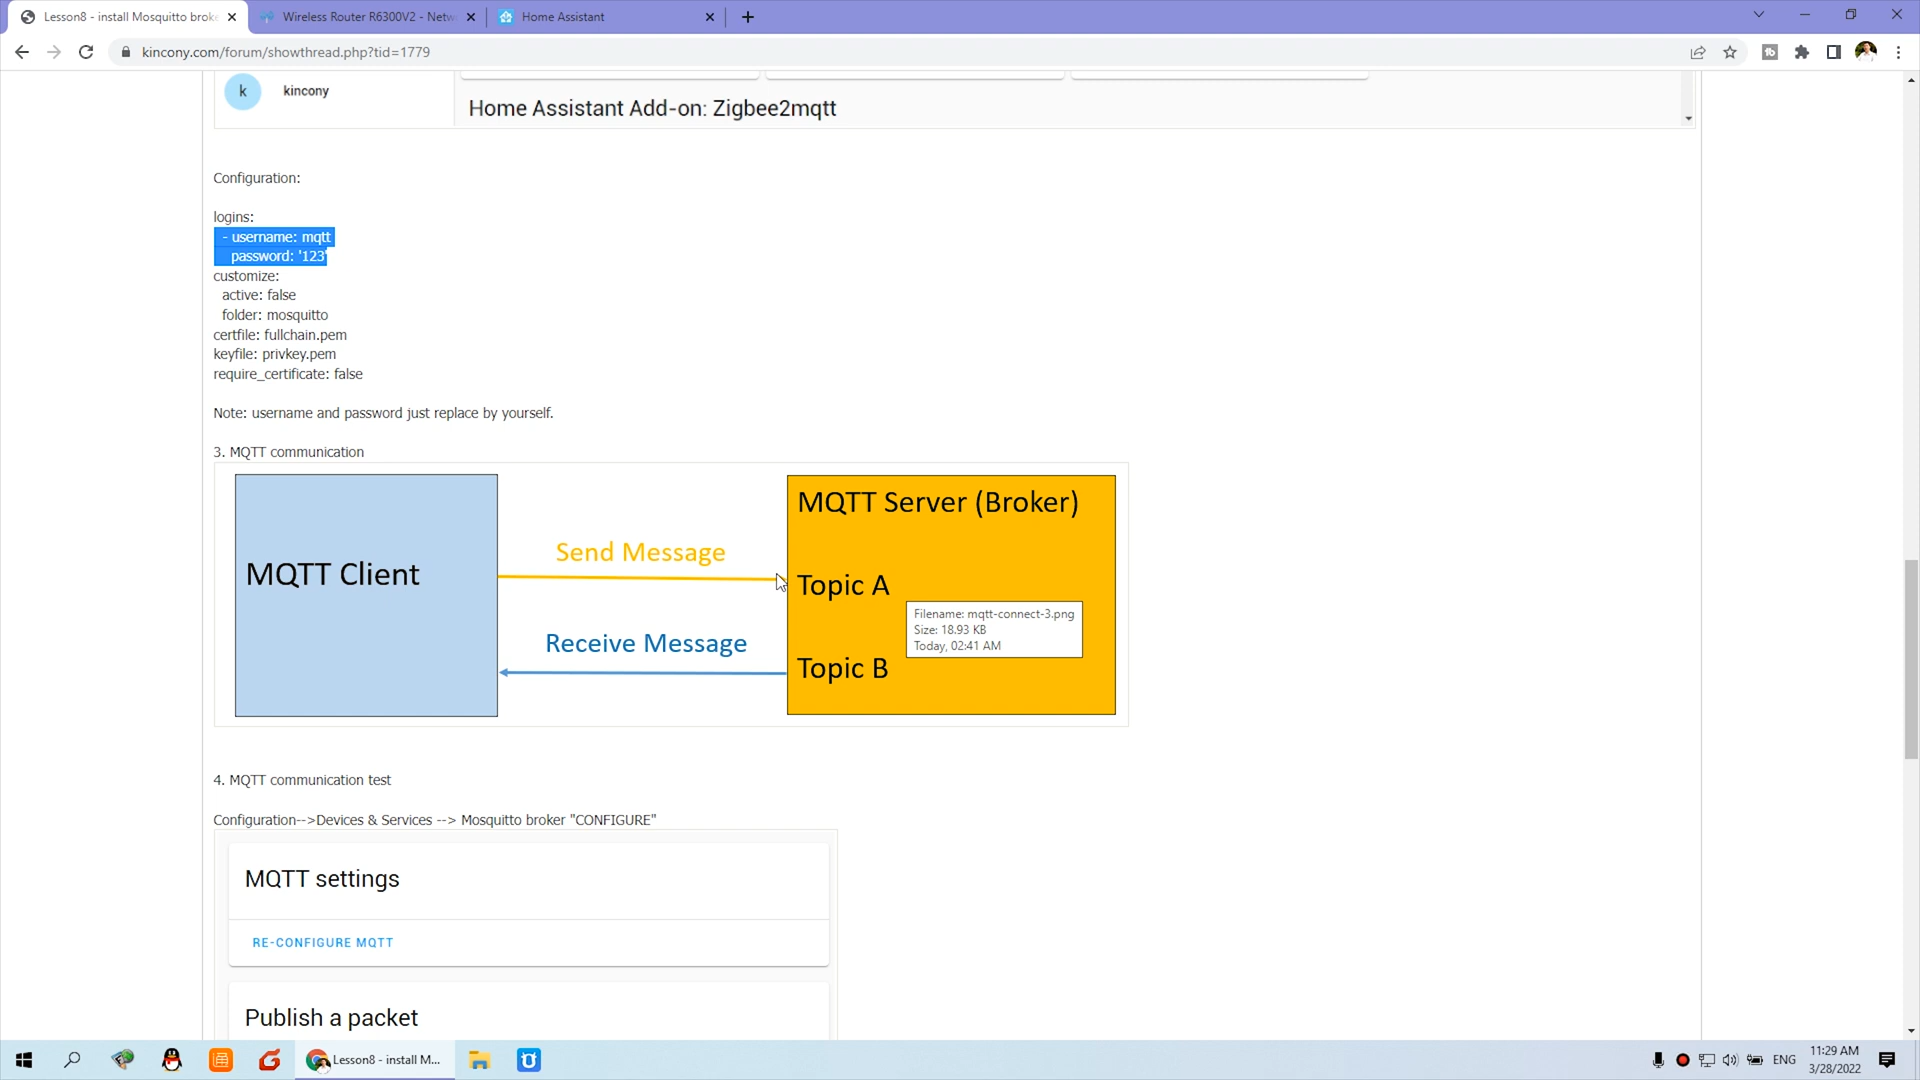 Lesson8 - install Mosquitto broke
Wireless Router R6300V2 - Netw
Home Assistant
kincony.com/forum/showthread.php?tid=1779
k
kincony
Home Assistant Add-on: Zigbee2mqtt
Configuration:
logins:
- username: mqtt
password: '123'
customize:
active: false
folder: mosquitto
certfile: fullchain.pem
keyfile: privkey.pem
require_certificate: false
Note: username and password just replace by yourself.
3. MQTT communication
MQTT Client
Send Message
Receive Message
MQTT Server (Broker)
Topic A
Topic B
Filename: mqtt-connect-3.png
Size: 18.93 KB
Today, 02:41 AM
4. MQTT communication test
Configuration-->Devices & Services --> Mosquitto broker "CONFIGURE"
MQTT settings
RE-CONFIGURE MQTT
Publish a packet
Lesson8 - install M...
ENG
11:29 AM
3/28/2022